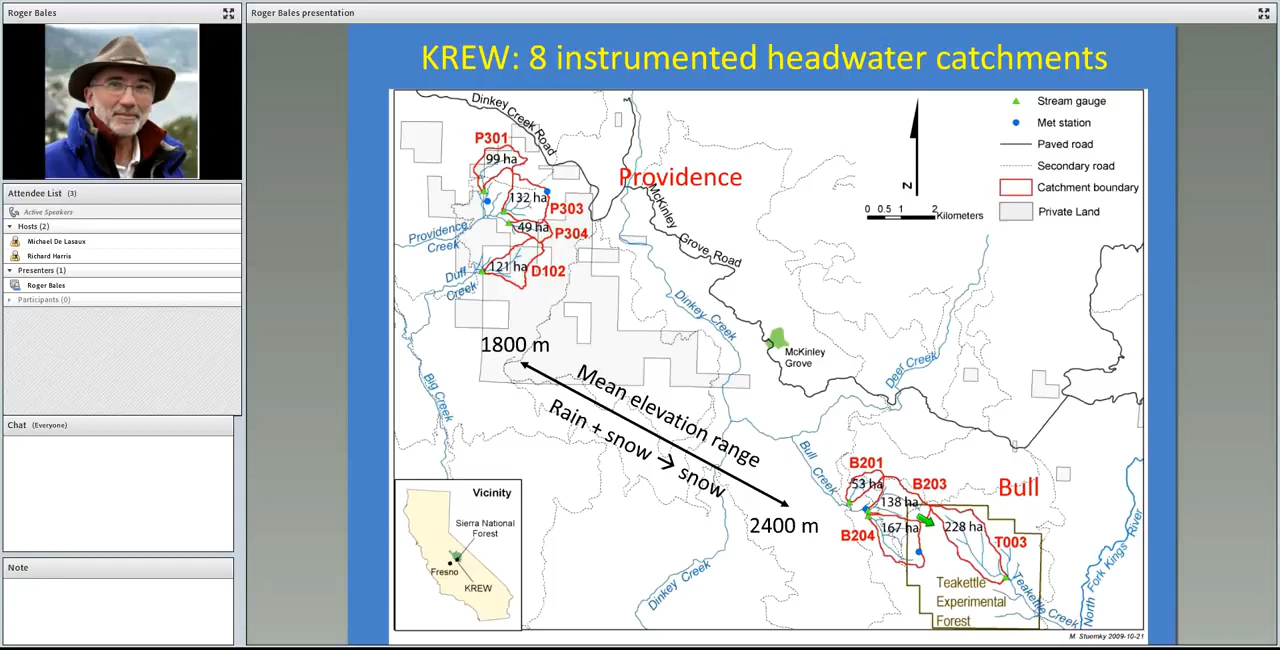 Roger Bales
Attendee List (3)
Active Speakers
Hosts (2)
Michael De Lasaux
Richard Harris
Presenters (1)
Roger Bales
Participants (0)
Chat (Everyone)
Note
Roger Bales presentation
KREW: 8 instrumented headwater catchments
Dinkey Creek Road
P301
99 ha
132 ha
P303
49 ha
P304
Providence
Creek
121 ha
D102
Duff
Creek
Providence
McKinley Grove Road
N
0 0.5 1 2
Kilometers
Stream gauge
Met station
Paved road
Secondary road
Catchment boundary
Private Land
Dinkey Creek
McKinley
Grove
Deer Creek
Big Creek
1800 m
Mean elevation range
Rain + snow → snow
2400 m
Bull Creek
B201
53 ha
B203
138 ha
Bull
B204
167 ha
228 ha
T003
Teakettle
Experimental
Forest
Teakettle Creek
North Fork Kings River
Dinkey Creek
Vicinity
Sierra National
Forest
Fresno
KREW
M. Stuemky 2009-10-21